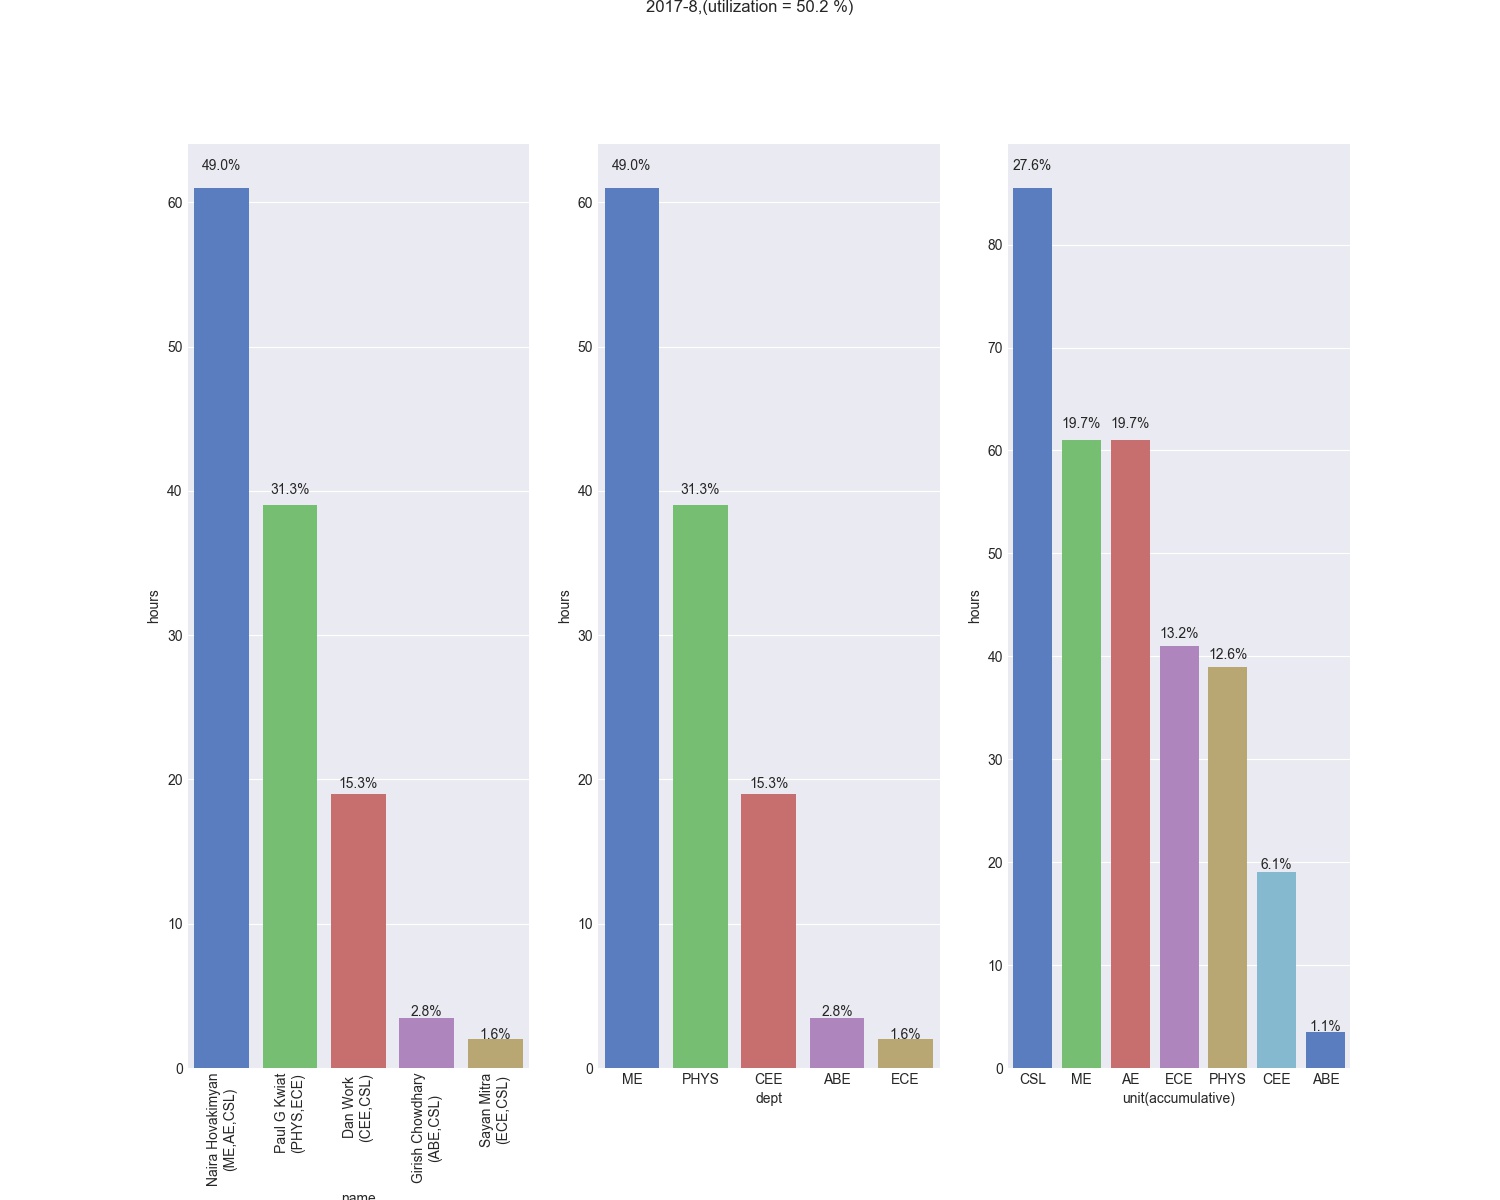 2017-8,(utilization = 50.2 %)
49.0%
31.3%
15.3%
2.8%
1.6%
60
50
40
30
20
10
0
hours
Naira Hovakimyan
(ME,AE,CSL)
Paul G Kwiat
(PHYS,ECE)
Dan Work
(CEE,CSL)
Girish Chowdhary
(ABE,CSL)
Sayan Mitra
(ECE,CSL)
name
49.0%
31.3%
15.3%
2.8%
1.6%
60
50
40
30
20
10
0
hours
ME PHYS CEE ABE ECE
dept
27.6%
19.7% 19.7%
13.2%
12.6%
6.1%
1.1%
80
70
60
50
40
30
20
10
0
hours
CSL ME AE ECE PHYS CEE ABE
unit(accumulative)